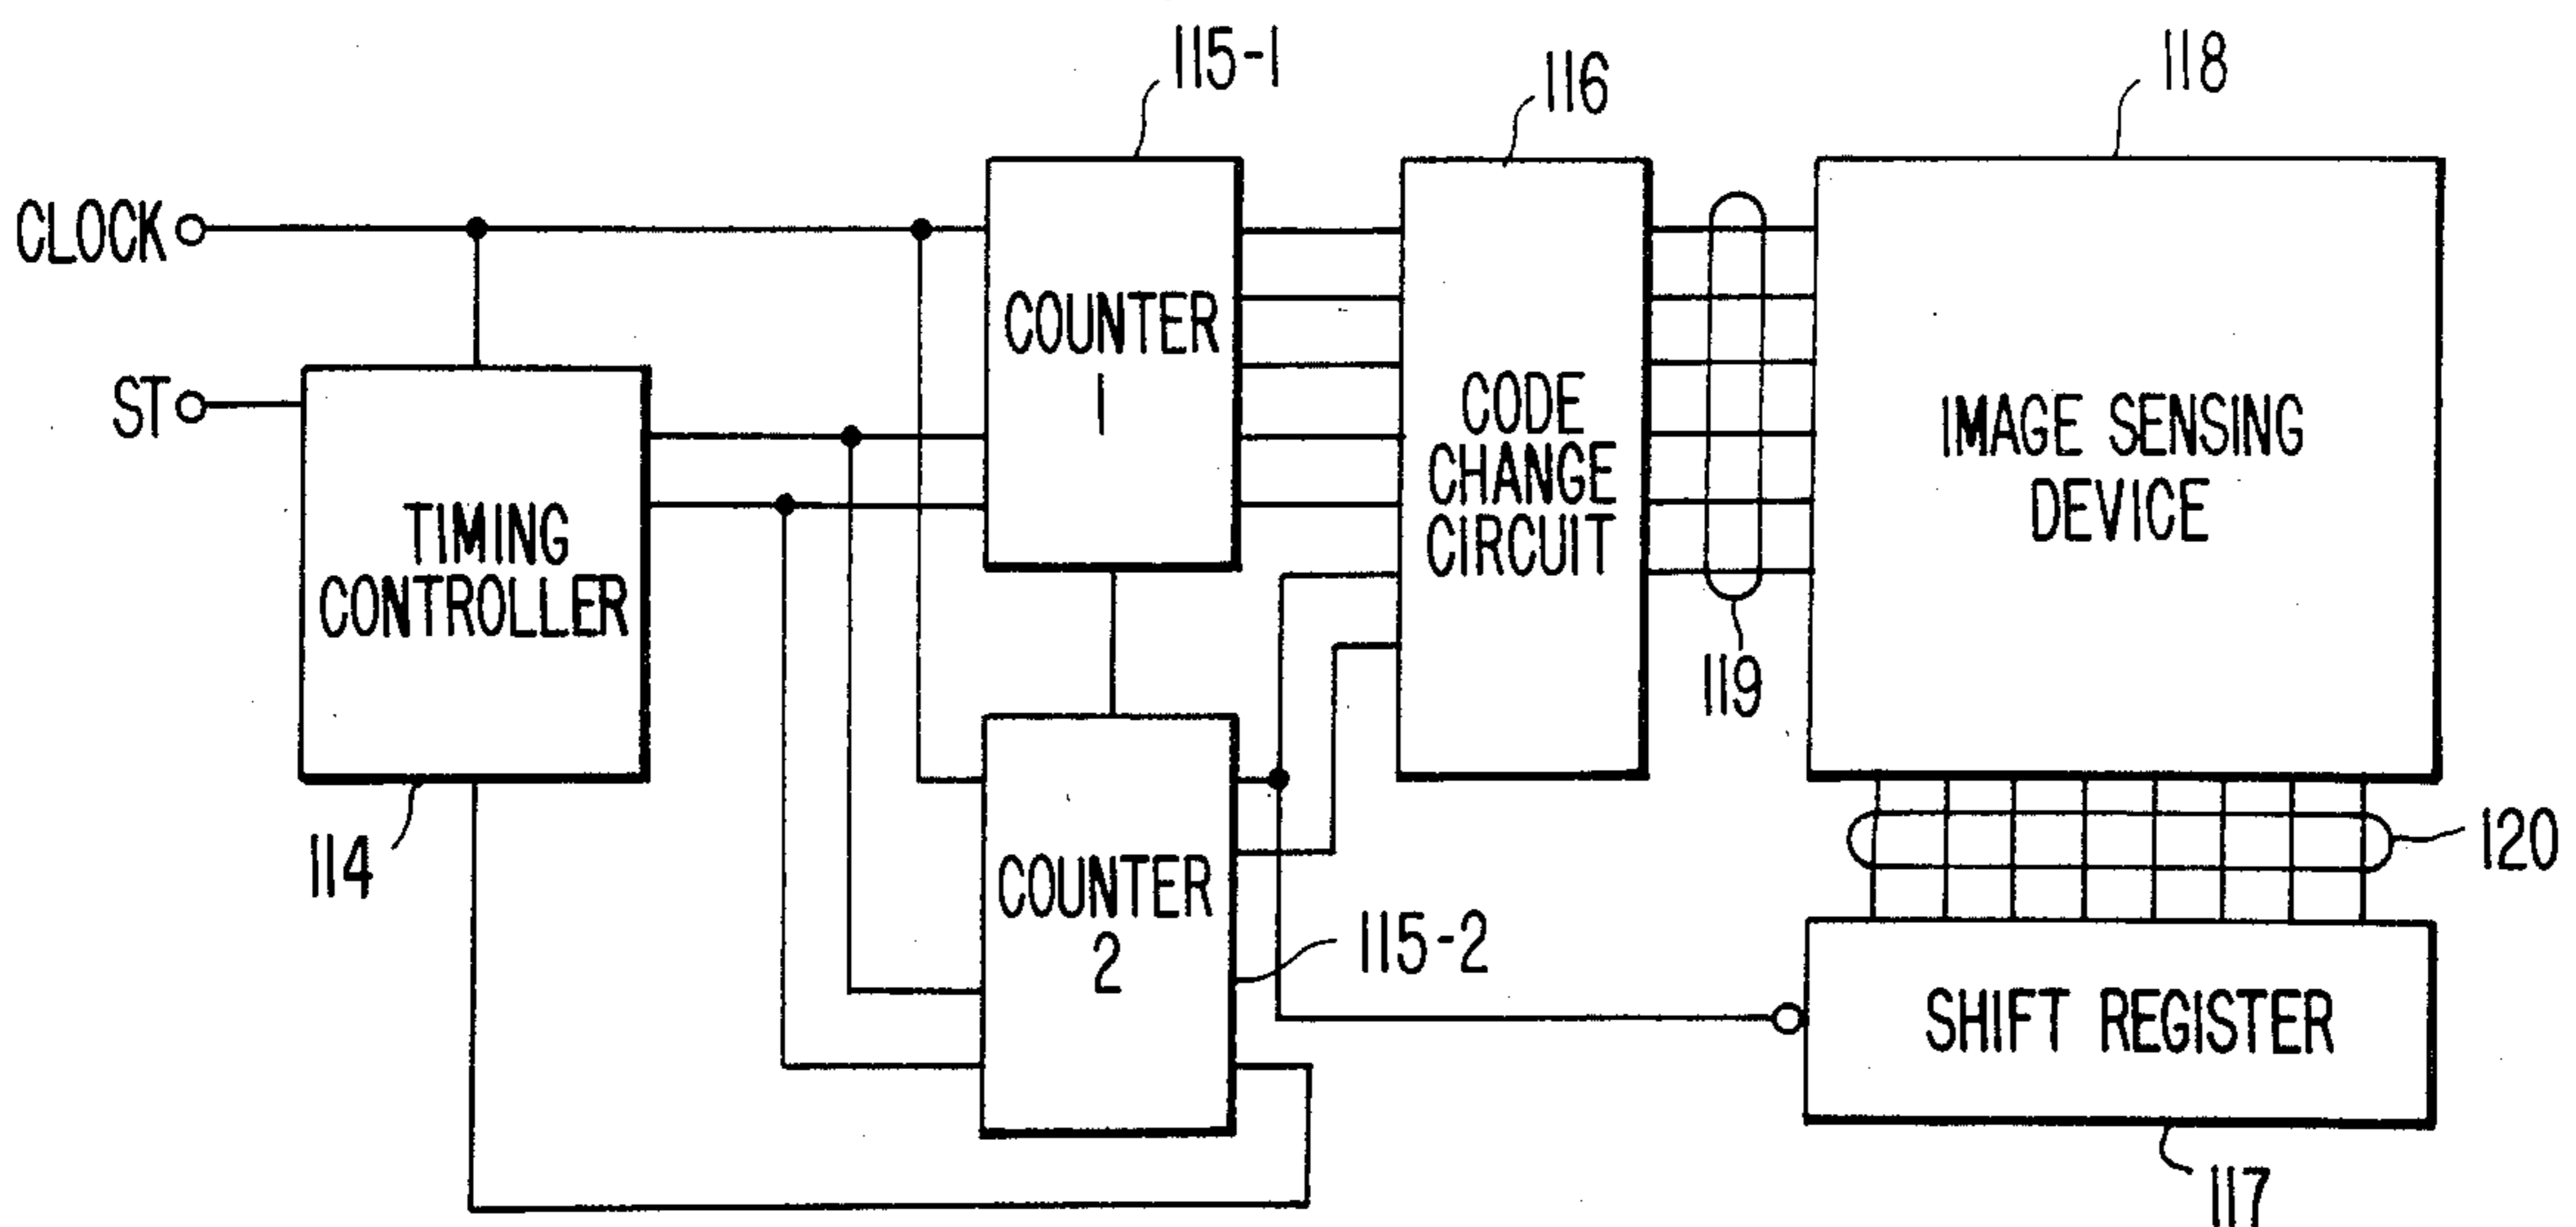 115-1
116
118
CLOCK
ST
COUNTER
1
CODE
CHANGE
CIRCUIT
IMAGE SENSING
DEVICE
TIMING
CONTROLLER
119
114
120
COUNTER
2
115-2
SHIFT REGISTER
117